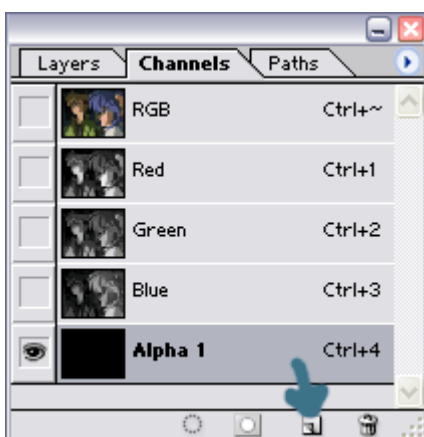 Layers Channels Paths
RGB Ctrl+~
Red Ctrl+1
Green Ctrl+2
Blue Ctrl+3
Alpha 1 Ctrl+4